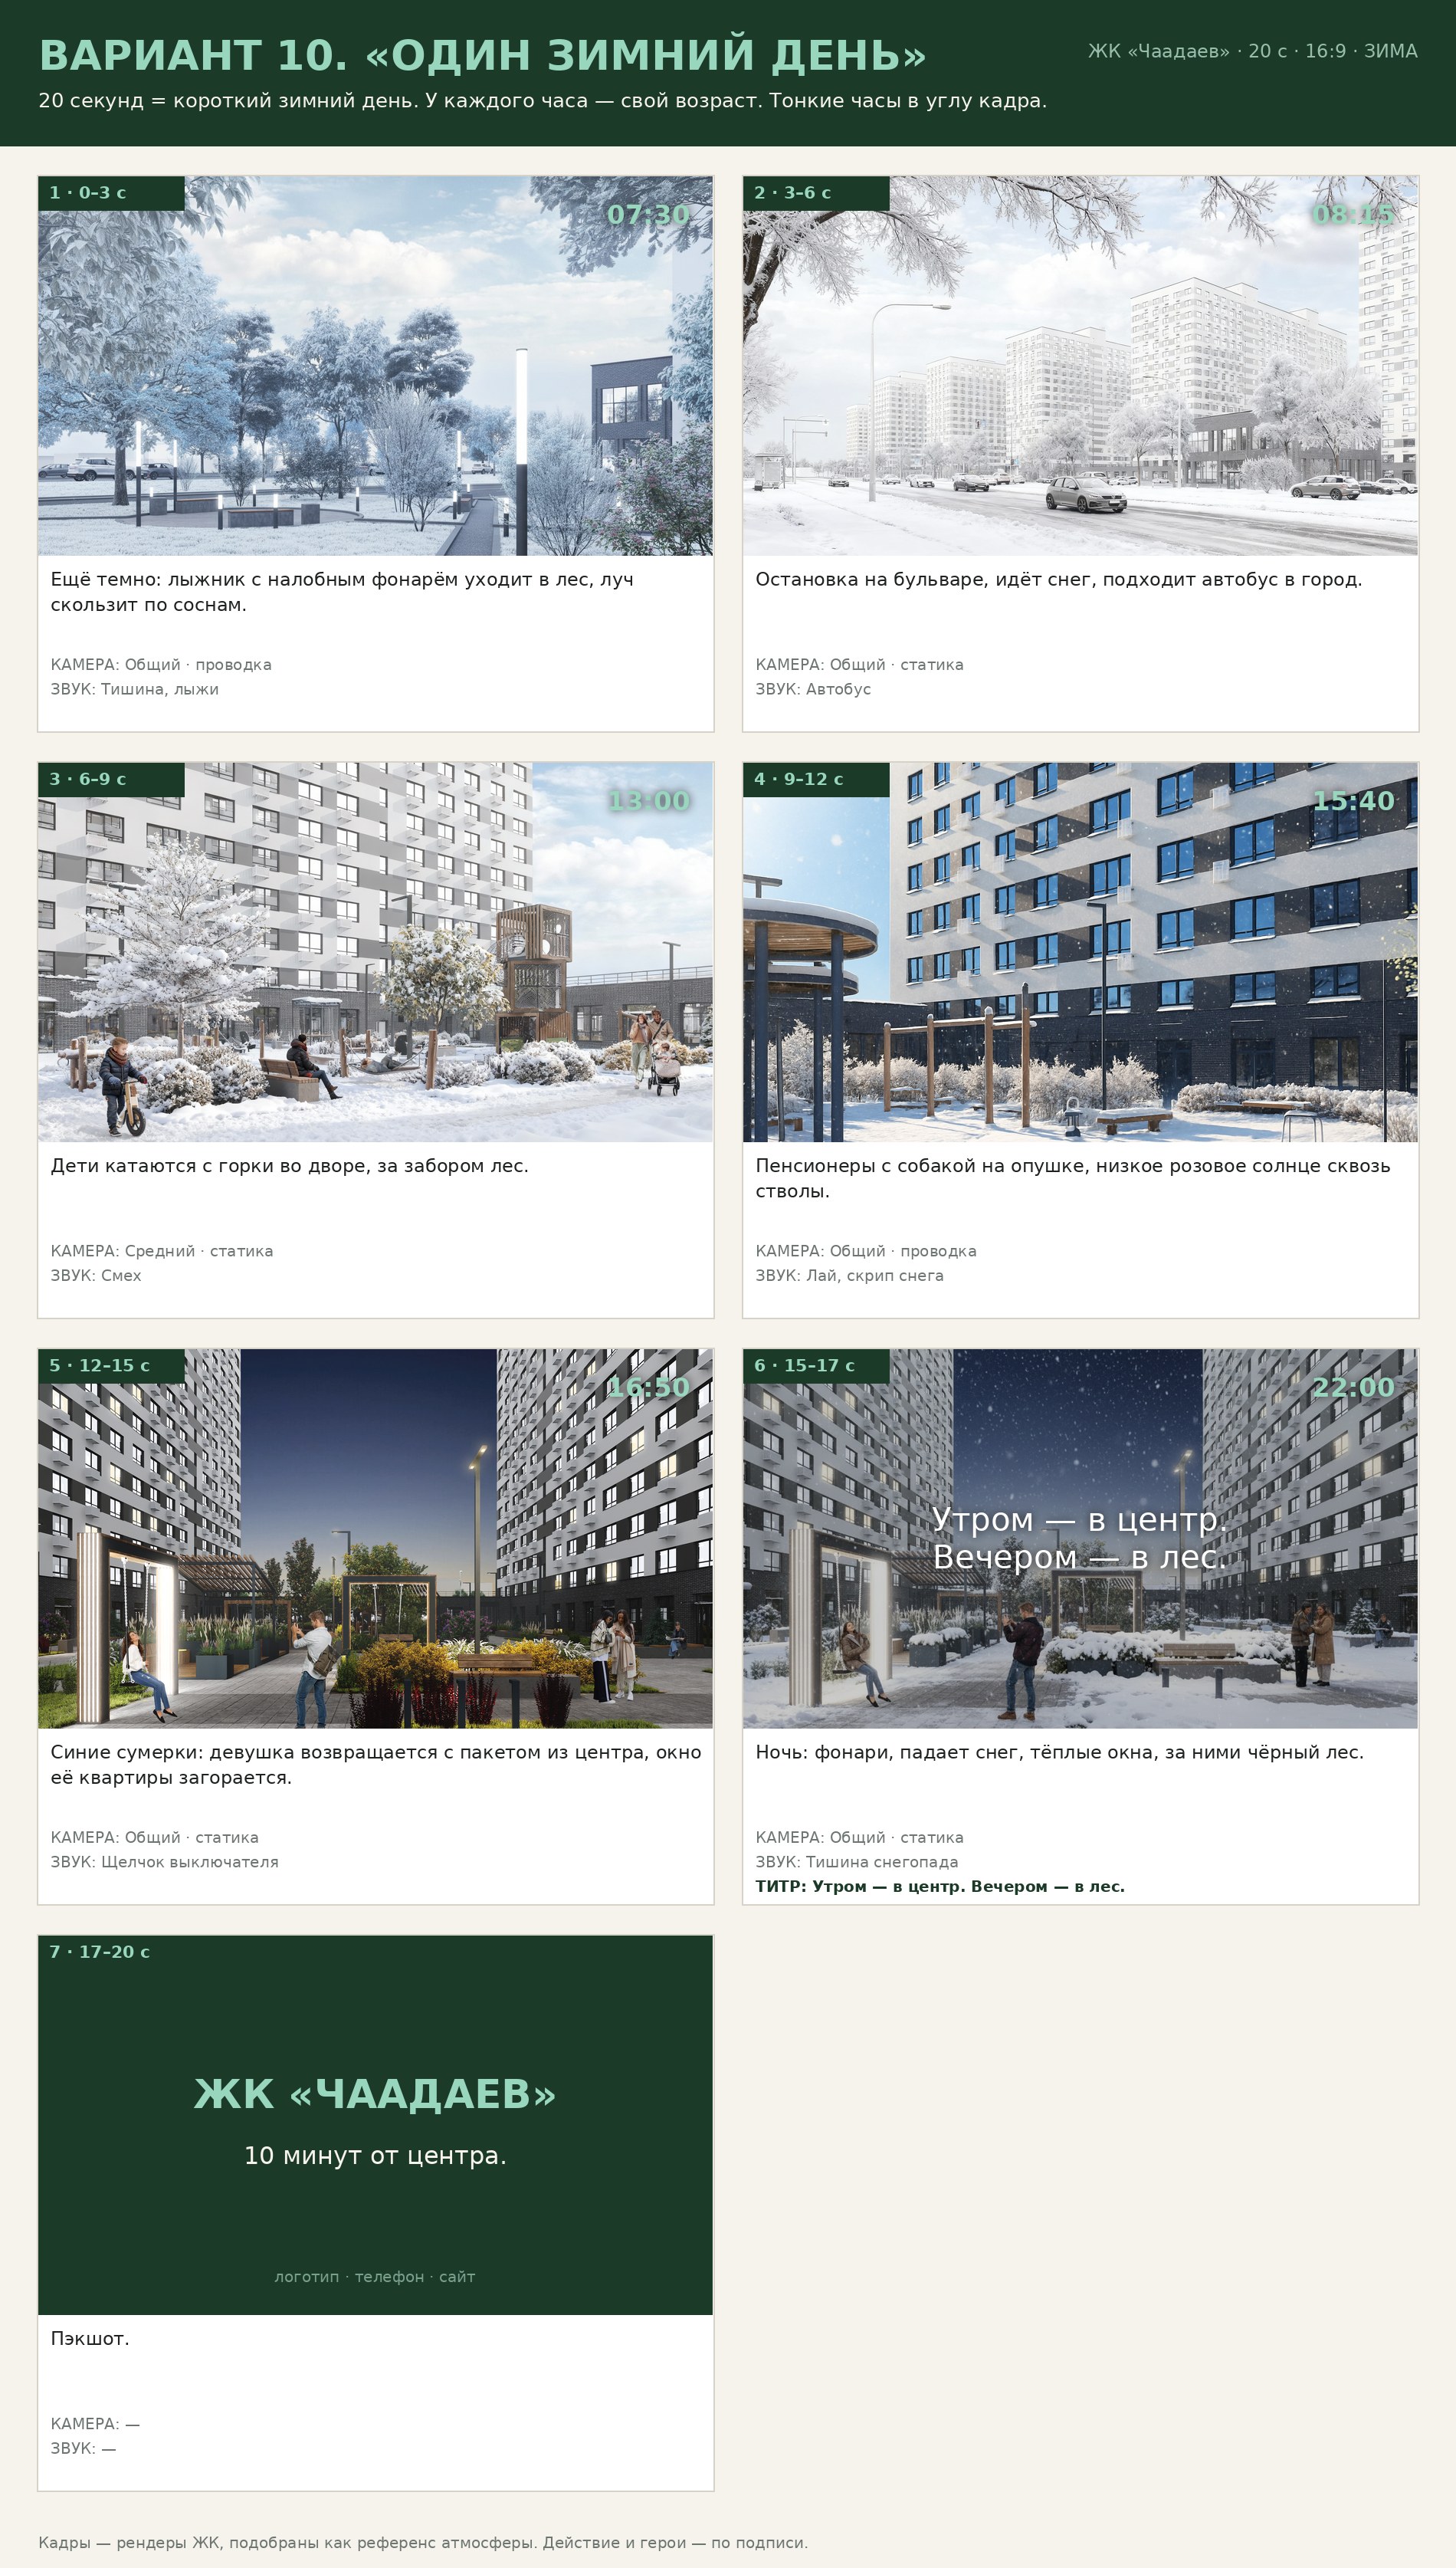 ВАРИАНТ 10. «ОДИН ЗИМНИЙ ДЕНЬ»
ЖК «Чаадаев» · 20 с · 16:9 · ЗИМА
20 секунд = короткий зимний день. У каждого часа — свой возраст. Тонкие часы в углу кадра.
1 · 0–3 с
07:30
Ещё темно: лыжник с налобным фонарём уходит в лес, луч
скользит по соснам.
КАМЕРА: Общий · проводка
ЗВУК: Тишина, лыжи
2 · 3–6 с
08:15
Остановка на бульваре, идёт снег, подходит автобус в город.
КАМЕРА: Общий · статика
ЗВУК: Автобус
3 · 6–9 с
13:00
Дети катаются с горки во дворе, за забором лес.
КАМЕРА: Средний · статика
ЗВУК: Смех
4 · 9–12 с
15:40
Пенсионеры с собакой на опушке, низкое розовое солнце сквозь
стволы.
КАМЕРА: Общий · проводка
ЗВУК: Лай, скрип снега
5 · 12–15 с
16:50
Синие сумерки: девушка возвращается с пакетом из центра, окно
её квартиры загорается.
КАМЕРА: Общий · статика
ЗВУК: Щелчок выключателя
6 · 15–17 с
22:00
Утром — в центр.
Вечером — в лес.
Ночь: фонари, падает снег, тёплые окна, за ними чёрный лес.
КАМЕРА: Общий · статика
ЗВУК: Тишина снегопада
ТИТР: Утром — в центр. Вечером — в лес.
7 · 17–20 с
ЖК «ЧААДАЕВ»
10 минут от центра.
логотип · телефон · сайт
Пэкшот.
КАМЕРА: —
ЗВУК: —
Кадры — рендеры ЖК, подобраны как референс атмосферы. Действие и герои — по подписи.